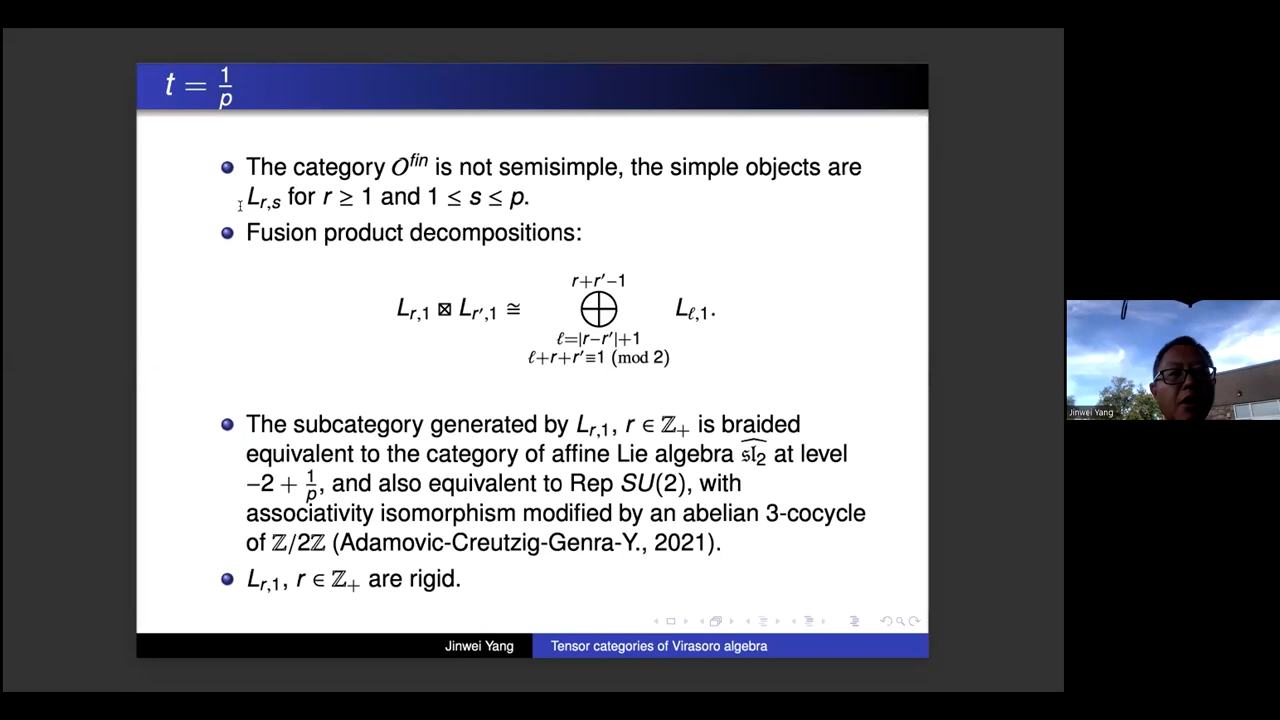 t = 1/p
The category O^fin is not semisimple, the simple objects are
L_{r,s} for r ≥ 1 and 1 ≤ s ≤ p.
Fusion product decompositions:
L_{r,1} ⊠ L_{r′,1} ≅ ⨁_{ℓ=|r−r′|+1, ℓ+r+r′≡1 (mod 2)}^{r+r′−1} L_{ℓ,1}.
The subcategory generated by L_{r,1}, r ∈ ℤ₊ is braided
equivalent to the category of affine Lie algebra \widehat{𝔰𝔩₂} at level
−2 + 1/p, and also equivalent to Rep SU(2), with
associativity isomorphism modified by an abelian 3-cocycle
of ℤ/2ℤ (Adamovic-Creutzig-Genra-Y., 2021).
L_{r,1}, r ∈ ℤ₊ are rigid.
Jinwei Yang
Tensor categories of Virasoro algebra
Jinwei Yang